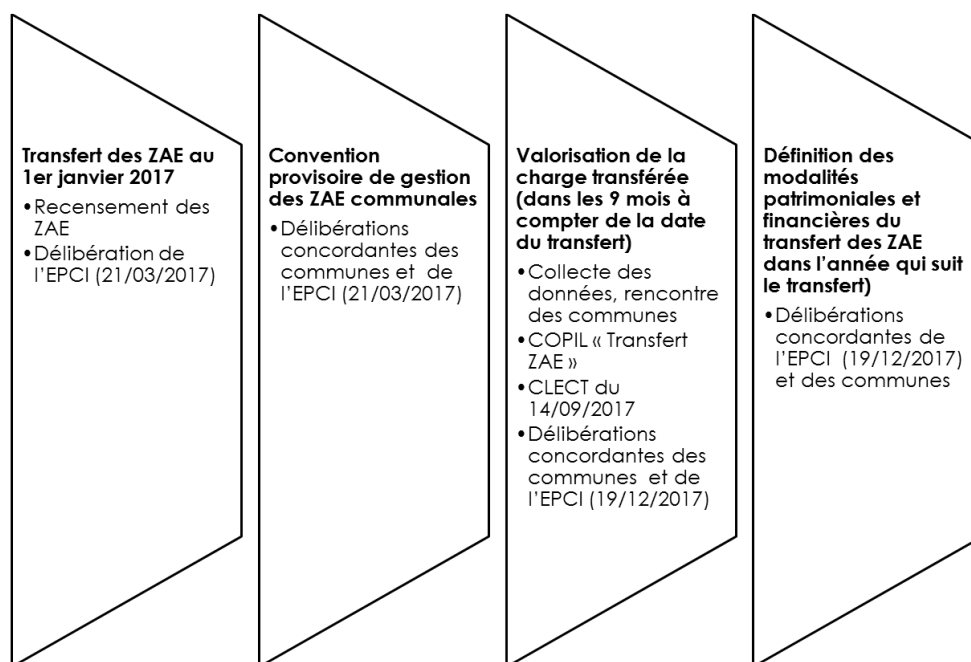 Transfert des ZAE au
1er janvier 2017
•Recensement des
ZAE
•Délibération de
l'EPCI (21/03/2017)
Convention
provisoire de gestion
des ZAE communales
•Délibérations
concordantes des
communes et de
l'EPCI (21/03/2017)
Valorisation de la
charge transférée
(dans les 9 mois à
compter de la date
du transfert)
•Collecte des
données, rencontre
des communes
•COPIL « Transfert
ZAE »
•CLECT du
14/09/2017
•Délibérations
concordantes des
communes et de
l'EPCI (19/12/2017)
Définition des
modalités
patrimoniales et
financières du
transfert des ZAE
dans l'année qui suit
le transfert)
•Délibérations
concordantes de
l'EPCI (19/12/2017)
et des communes